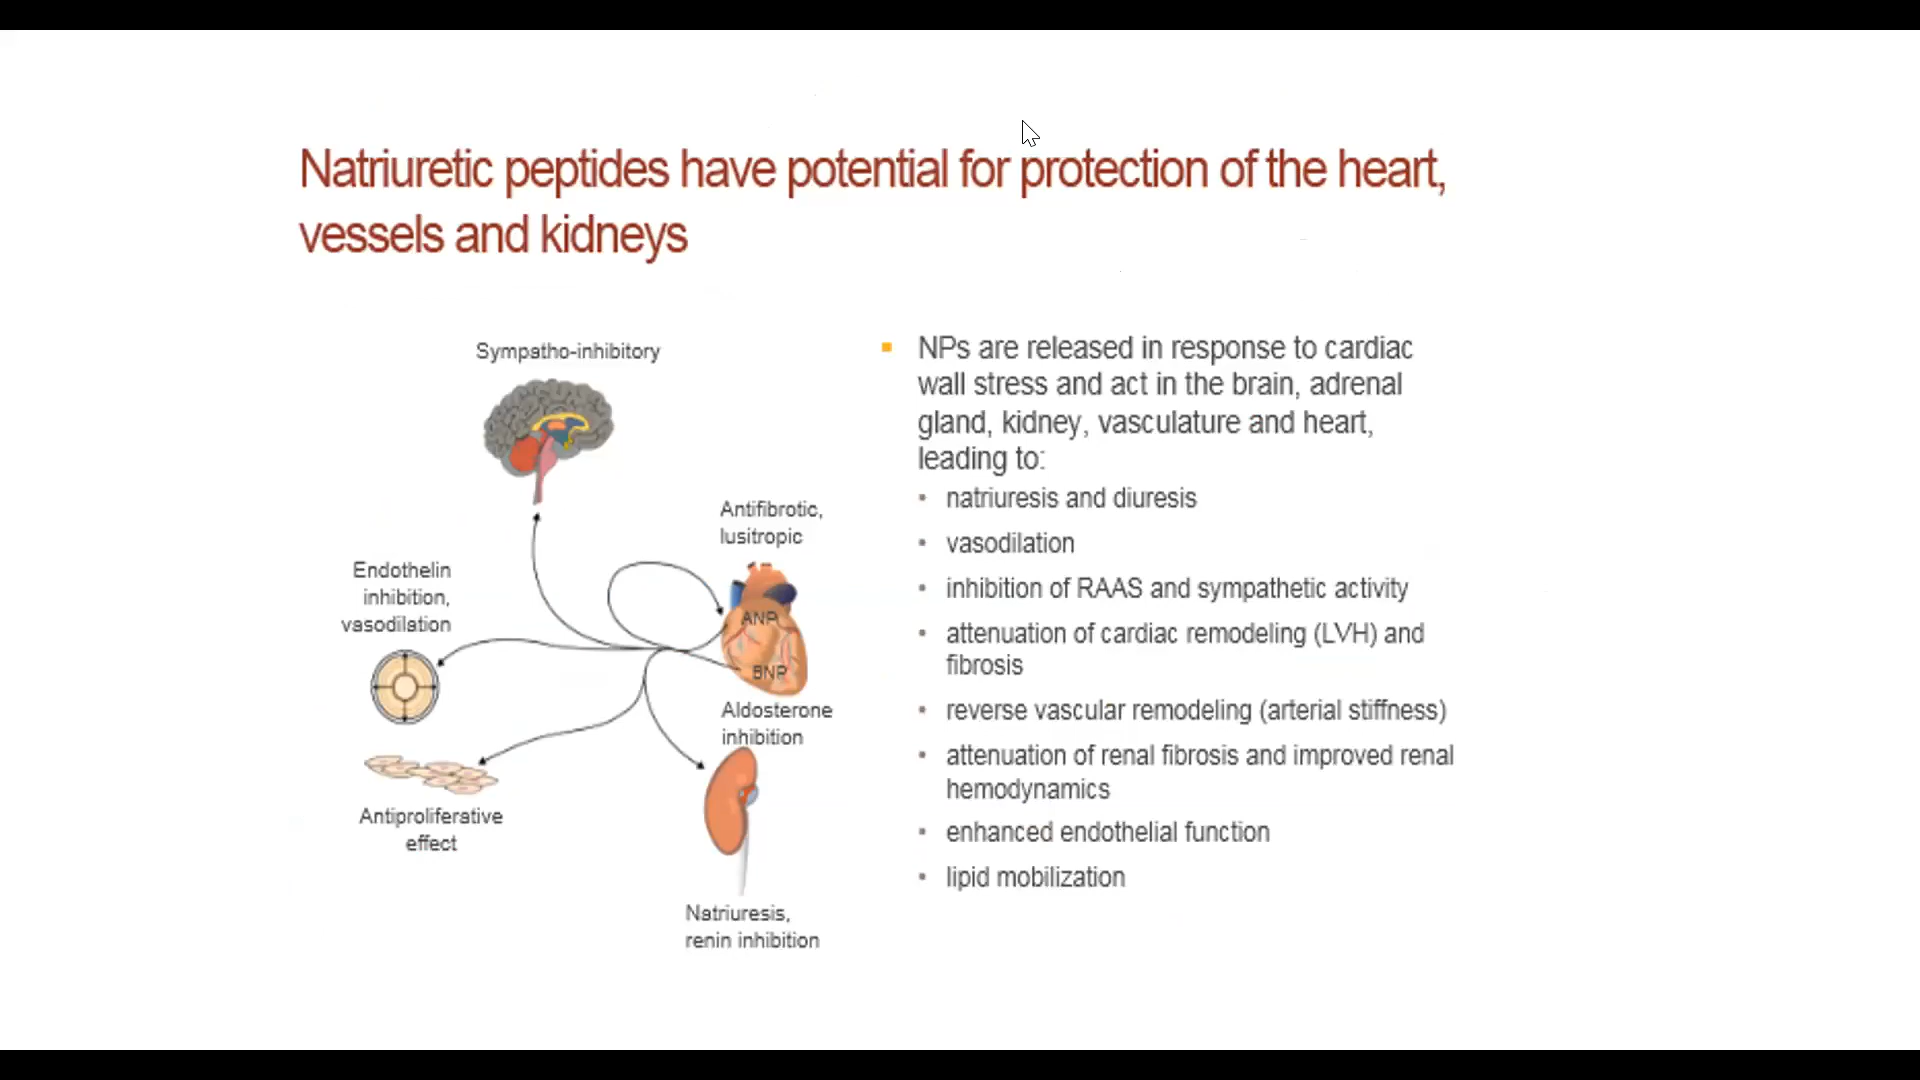 Natriuretic peptides have potential for protection of the heart,
vessels and kidneys
Sympatho-inhibitory
Antifibrotic,
lusitropic
Endothelin
inhibition,
vasodilation
ANP
BNP
Aldosterone
inhibition
Antiproliferative
effect
Natriuresis,
renin inhibition
▪ NPs are released in response to cardiac
wall stress and act in the brain, adrenal
gland, kidney, vasculature and heart,
leading to:
• natriuresis and diuresis
• vasodilation
• inhibition of RAAS and sympathetic activity
• attenuation of cardiac remodeling (LVH) and
fibrosis
• reverse vascular remodeling (arterial stiffness)
• attenuation of renal fibrosis and improved renal
hemodynamics
• enhanced endothelial function
• lipid mobilization